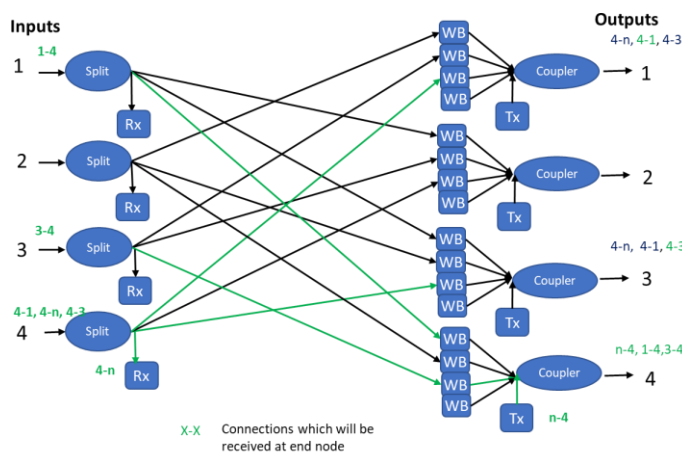 Inputs
Outputs
1-4
4-n, 4-1, 4-3
1
Split
WB
WB
WB
WB
Coupler
1
Rx
Tx
2
Split
WB
WB
WB
WB
Coupler
2
Rx
Tx
3-4
4-n, 4-1, 4-3
3
Split
WB
WB
WB
WB
Coupler
3
Rx
Tx
4-1, 4-n, 4-3
n-4, 1-4,3-4
4
Split
WB
WB
WB
WB
Coupler
4
4-n
Rx
Tx
n-4
X-X Connections which will be
received at end node